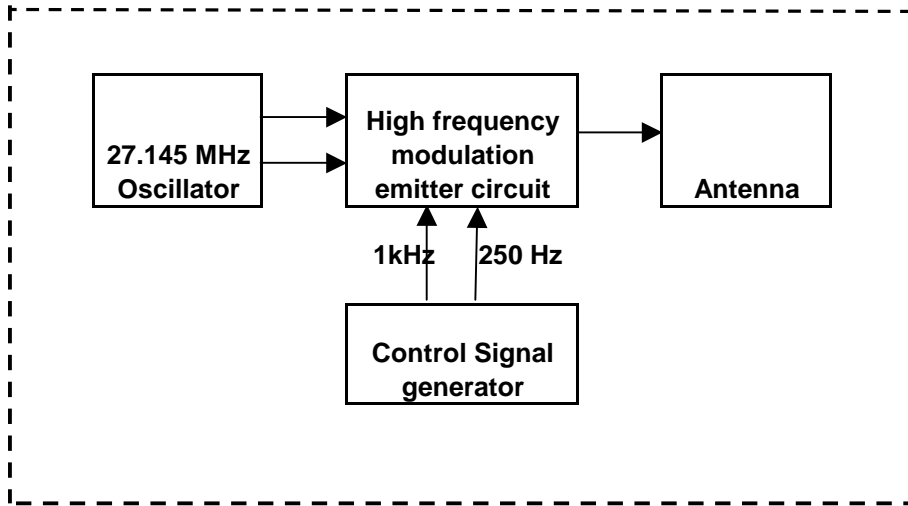 27.145 MHz
Oscillator
High frequency
modulation
emitter circuit
Antenna
1kHz
250 Hz
Control Signal
generator